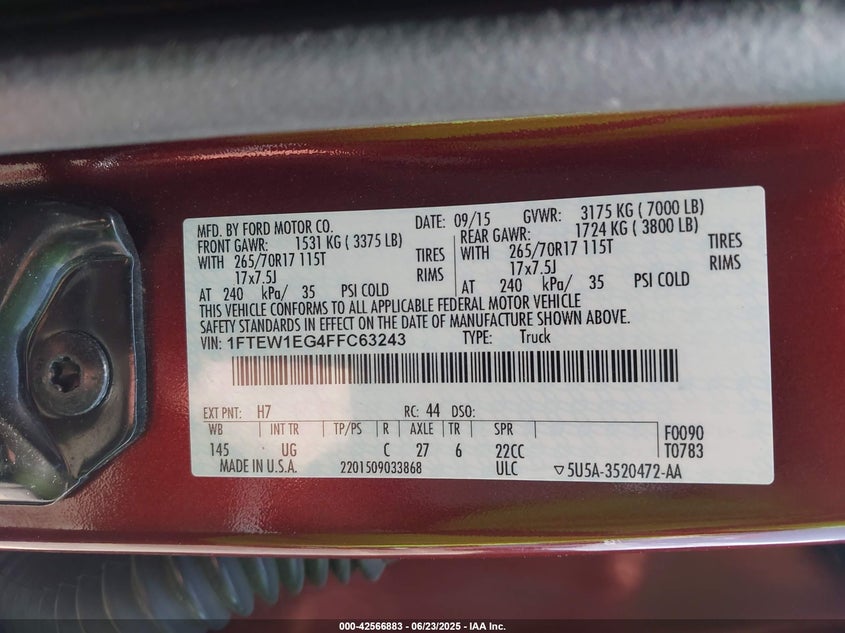 MFD. BY FORD MOTOR CO. DATE: 09/15 GVWR: 3175 KG ( 7000 LB)
FRONT GAWR: 1531 KG ( 3375 LB) REAR GAWR: 1724 KG ( 3800 LB)
WITH 265/70R17 115T TIRES WITH 265/70R17 115T TIRES
17x7.5J RIMS 17x7.5J RIMS
AT 240 kPa/ 35 PSI COLD AT 240 kPa/ 35 PSI COLD
THIS VEHICLE CONFORMS TO ALL APPLICABLE FEDERAL MOTOR VEHICLE
SAFETY STANDARDS IN EFFECT ON THE DATE OF MANUFACTURE SHOWN ABOVE.
VIN: 1FTEW1EG4FFC63243 TYPE: Truck
EXT PNT: H7 RC: 44 DSO:
WB INT TR TP/PS R AXLE TR SPR F0090
145 UG C 27 6 22CC T0783
MADE IN U.S.A. 2201509033868 ULC ▽5U5A-3520472-AA
000-42566883 - 06/23/2025 - IAA Inc.